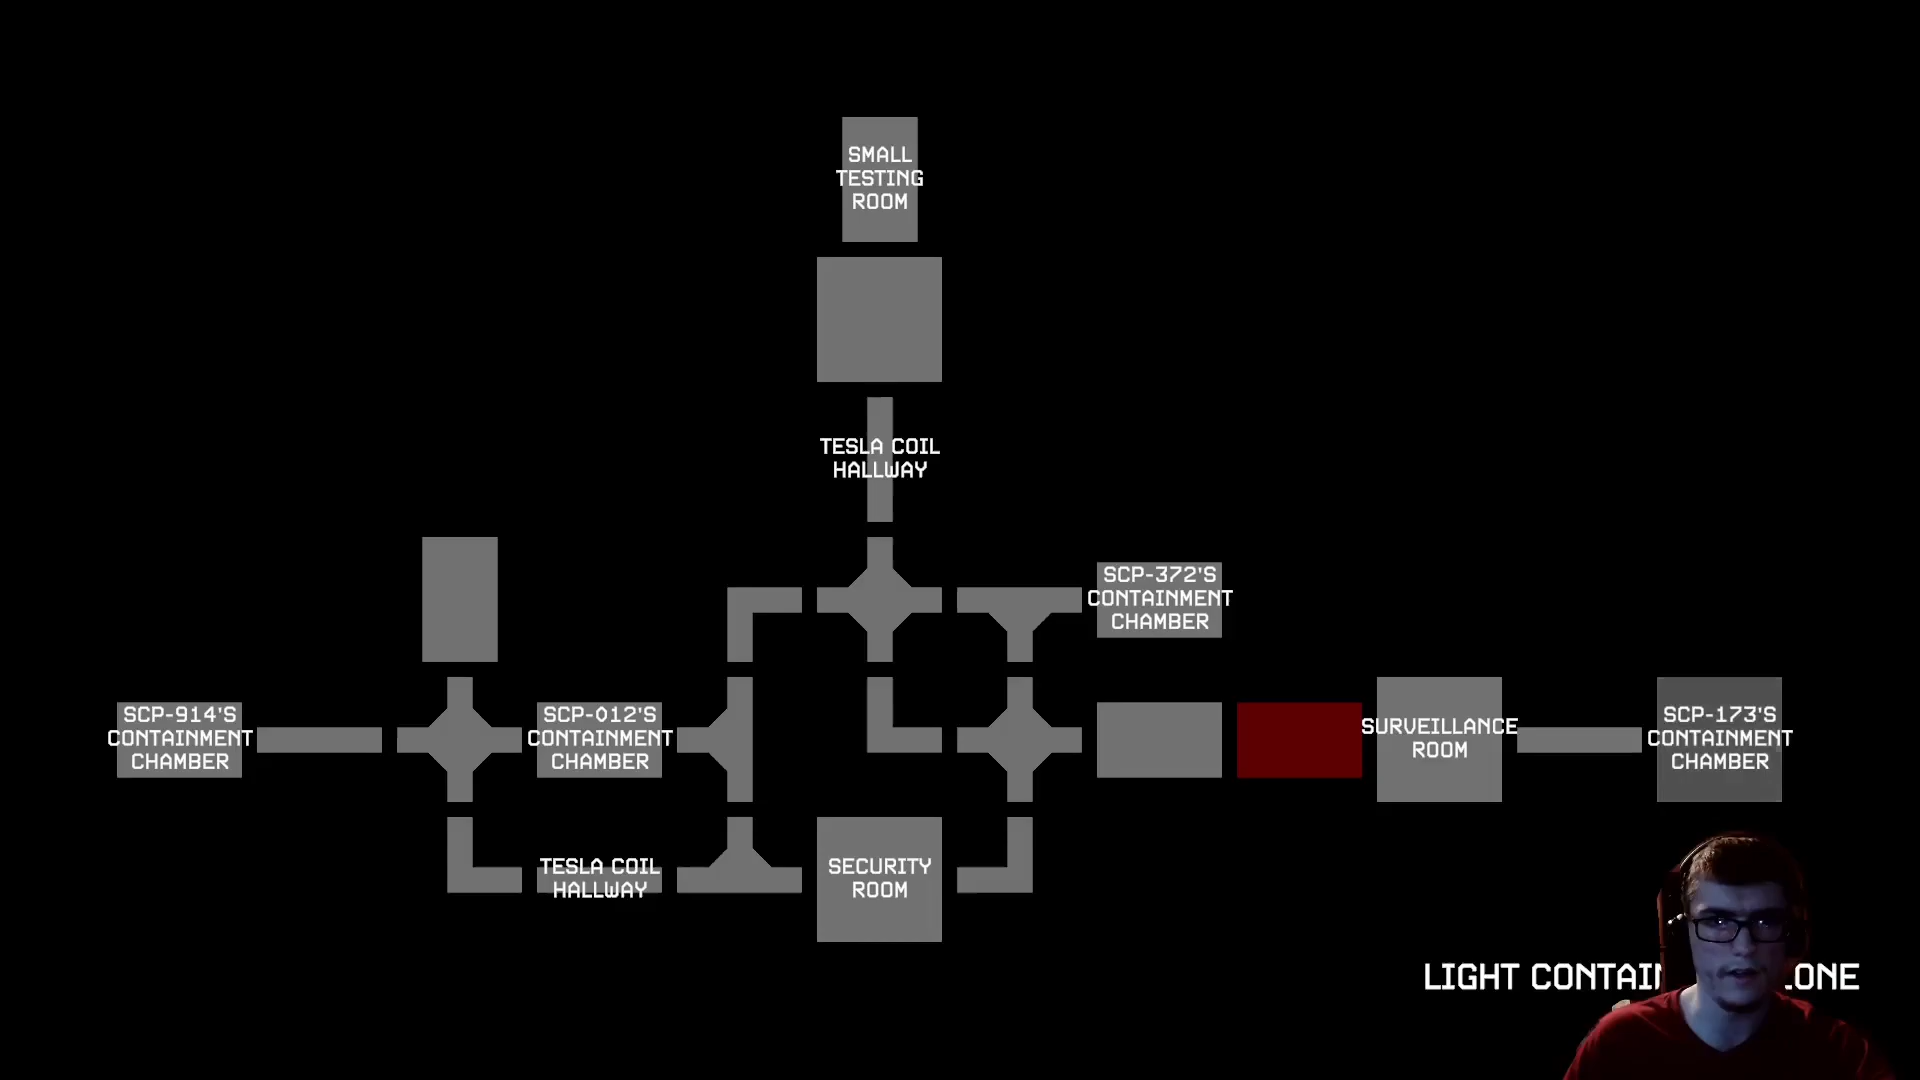 SMALL
TESTING
ROOM
TESLA COIL
HALLWAY
SCP-372'S
CONTAINMENT
CHAMBER
SCP-914'S
CONTAINMENT
CHAMBER
SCP-012'S
CONTAINMENT
CHAMBER
SURVEILLANCE
ROOM
SCP-173'S
CONTAINMENT
CHAMBER
TESLA COIL
HALLWAY
SECURITY
ROOM
LIGHT